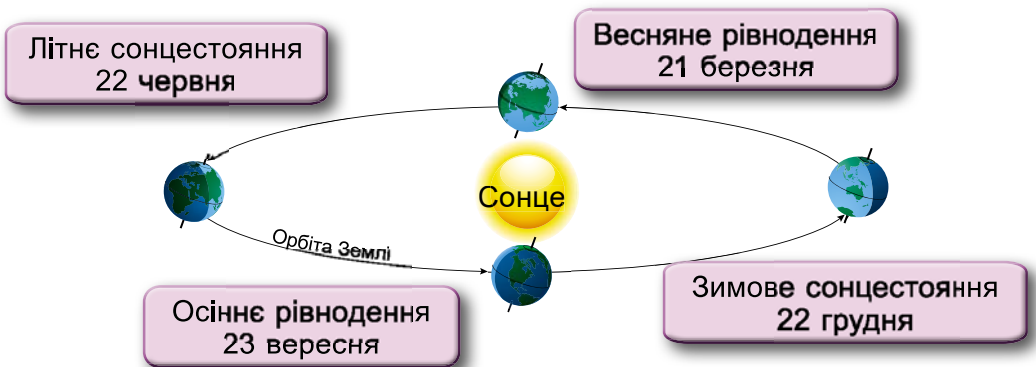 Літнє сонцестояння
22 червня
Весняне рівнодення
21 березня
Сонце
Орбіта Землі
Осіннє рівнодення
23 вересня
Зимове сонцестояння
22 грудня